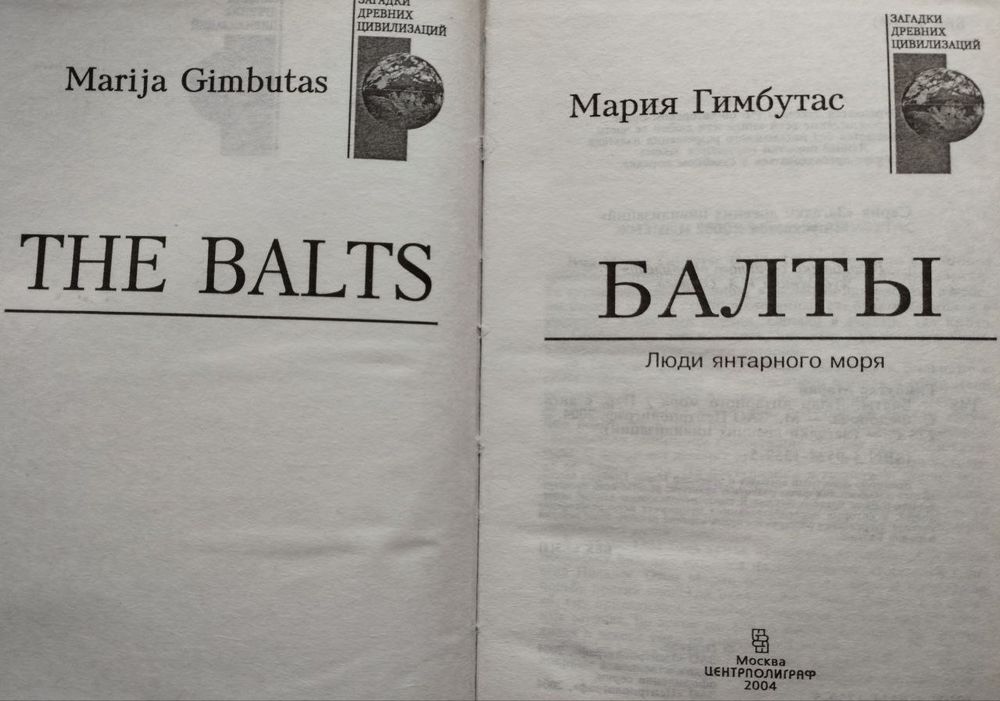 ЗАГАДКИ
ДРЕВНИХ
ЦИВИЛИЗАЦИЙ
Marija Gimbutas
THE BALTS
ЗАГАДКИ
ДРЕВНИХ
ЦИВИЛИЗАЦИЙ
Мария Гимбутас
БАЛТЫ
Люди янтарного моря
Москва
ЦЕНТРПОЛИГРАФ
2004